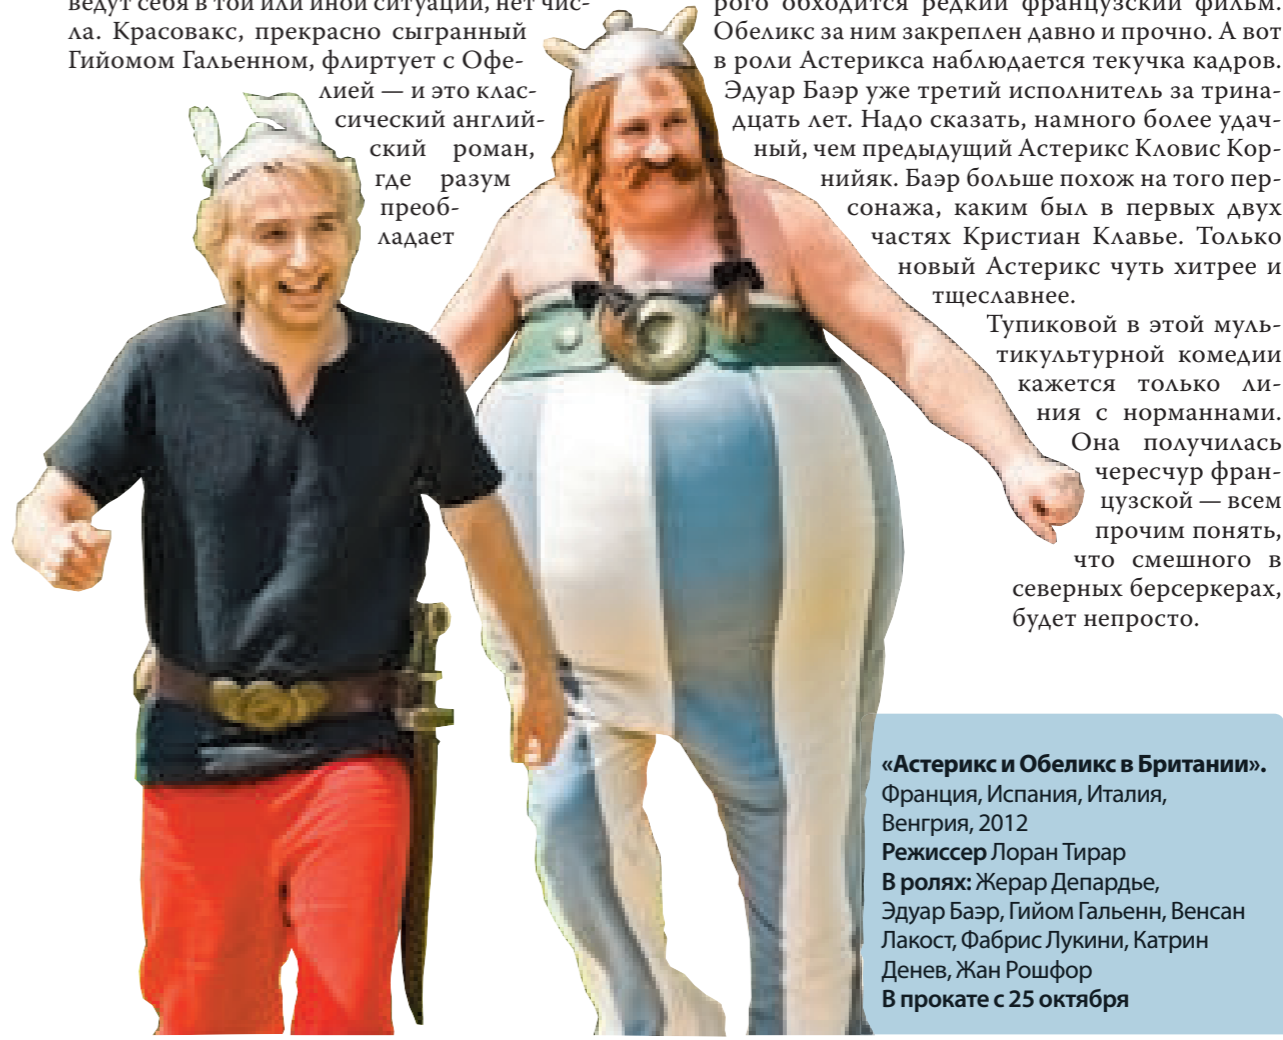 ведут себя в той или иной ситуации, нет чис-
ла. Красовакс, прекрасно сыгранный
Гийомом Гальенном, флиртует с Офе-
лией — и это клас-
сический англий-
ский роман,
где разум
преоб-
ладает
рого обходится редкий французский фильм.
Обеликс за ним закреплен давно и прочно. А вот
в роли Астерикса наблюдается текучка кадров.
Эдуар Баэр уже третий исполнитель за трина-
дцать лет. Надо сказать, намного более удач-
ный, чем предыдущий Астерикс Кловис Кор-
нийяк. Баэр больше похож на того пер-
сонажа, каким был в первых двух
частях Кристиан Клавье. Только
новый Астерикс чуть хитрее и
тщеславнее.
Тупиковой в этой муль-
тикультурной комедии
кажется только ли-
ния с норманнами.
Она получилась
чересчур фран-
цузской — всем
прочим понять,
что смешного в
северных берсеркерах,
будет непросто.
«Астерикс и Обеликс в Британии».
Франция, Испания, Италия,
Венгрия, 2012
Режиссер Лоран Тирар
В ролях: Жерар Депардье,
Эдуар Баэр, Гийом Гальенн, Венсан
Лакост, Фабрис Лукини, Катрин
Денев, Жан Рошфор
В прокате с 25 октября